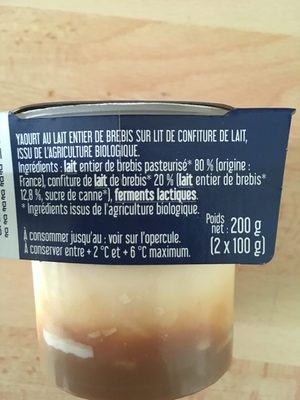 YAOURT AU LAIT ENTIER DE BREBIS SUR LIT DE CONFITURE DE LAIT,
ISSU DE L'AGRICULTURE BIOLOGIQUE.
Ingrédients : lait entier de brebis pasteurisé* 80 % (origine :
France), confiture de lait de brebis* 20 % (lait entier de brebis*
12,8 %, sucre de canne*), ferments lactiques.
* Ingrédients issus de l'agriculture biologique.
À consommer jusqu'au : voir sur l'opercule.
À conserver entre + 2 °C et + 6 °C maximum.
Poids
net : 200 g
(2 x 100 g)